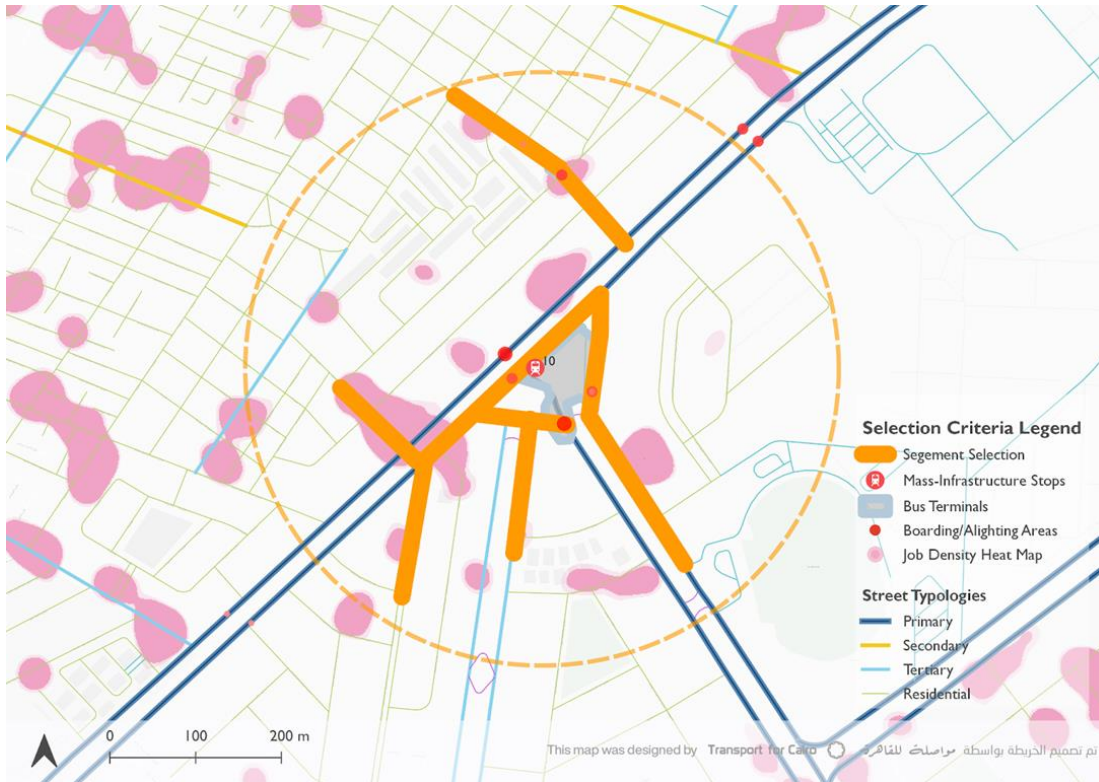 10
Selection Criteria Legend
Segement Selection
Mass-Infrastructure Stops
Bus Terminals
Boarding/Alighting Areas
Job Density Heat Map
Street Typologies
Primary
Secondary
Tertiary
Residential
0 100 200 m
This map was designed by Transport for Cairo مواصلة للقاهرة تم تصميم الخريطة بواسطة